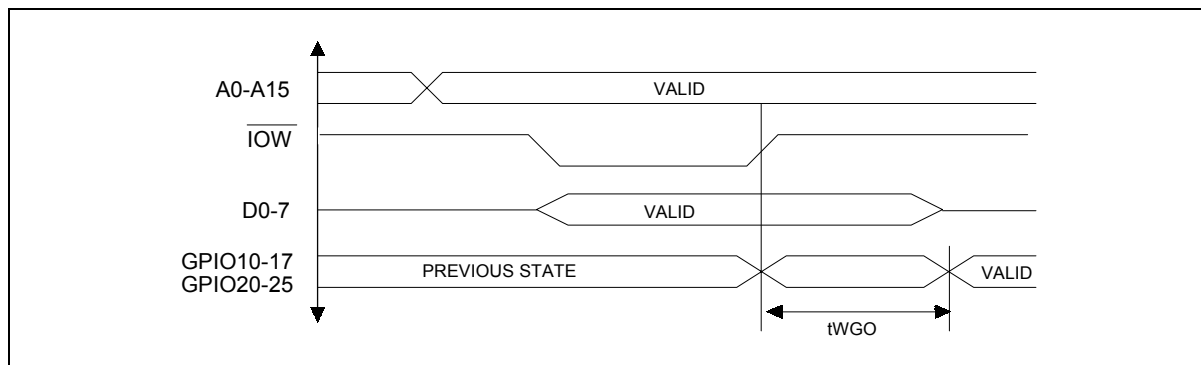 A0-A15
VALID
IOW
D0-7
VALID
GPIO10-17
GPIO20-25
PREVIOUS STATE
VALID
tWGO